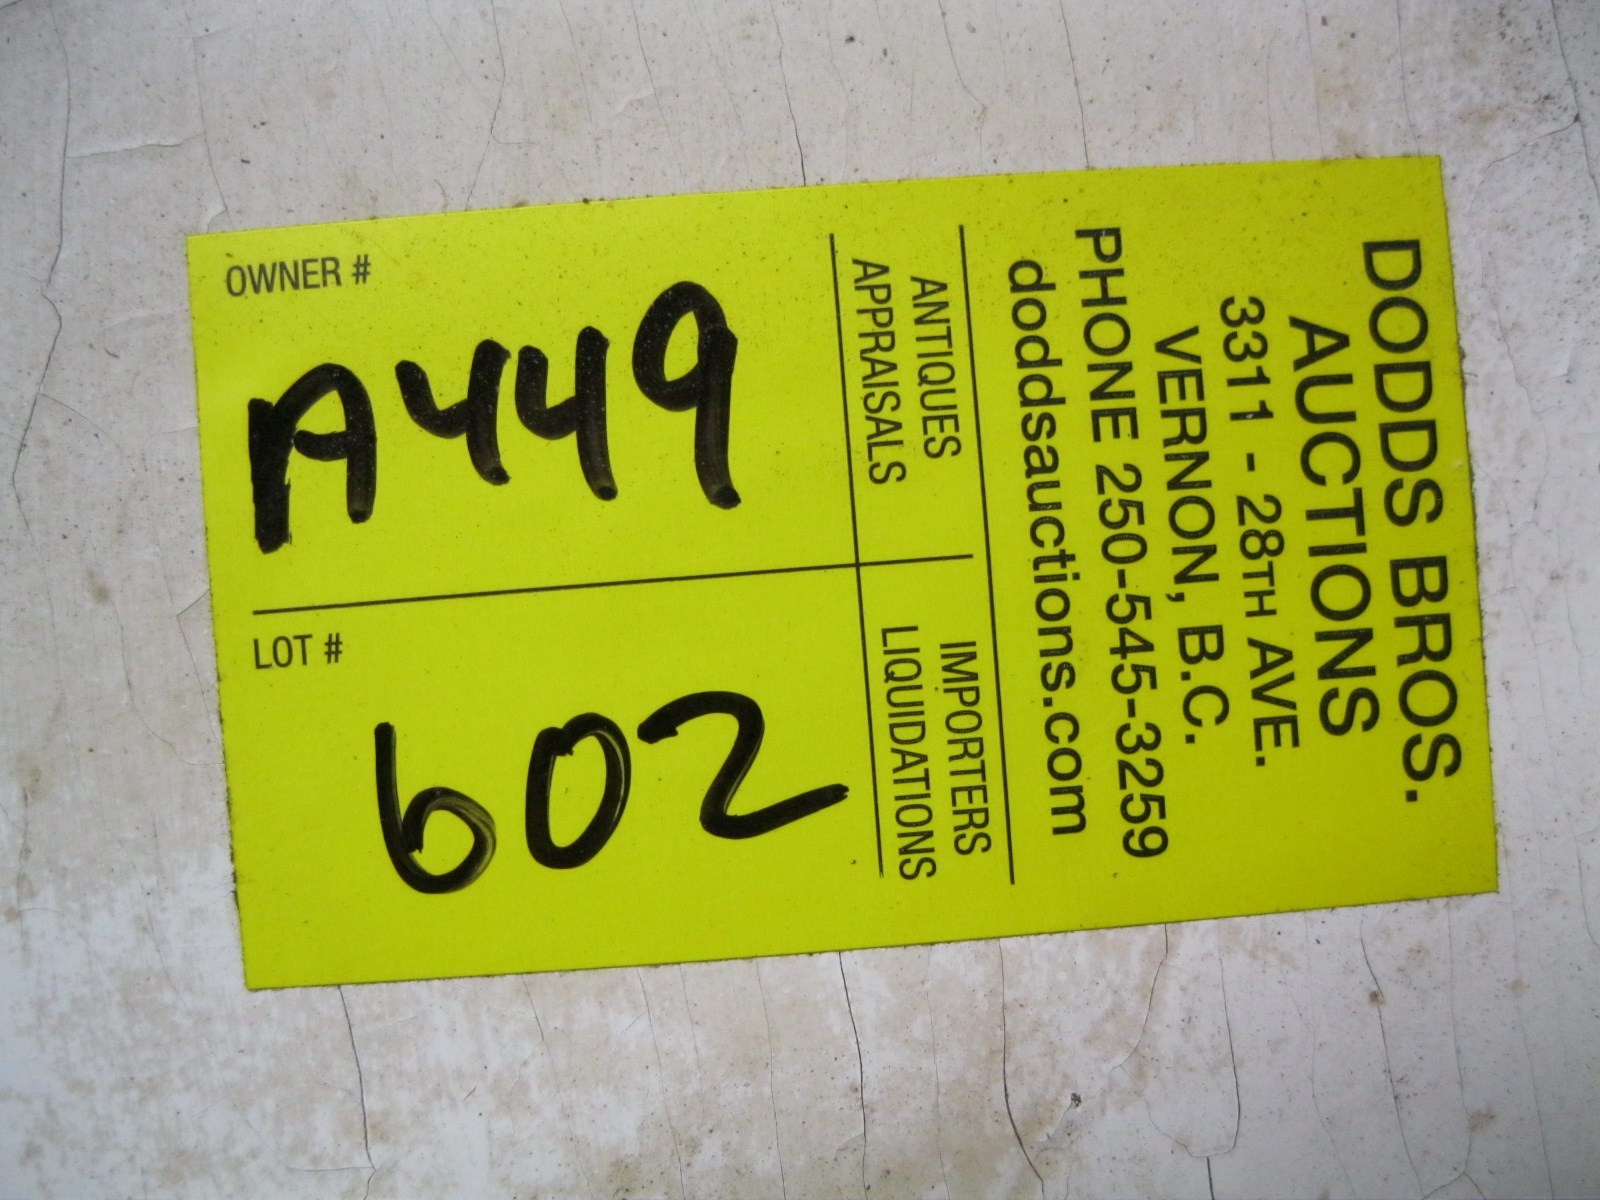 DODDS BROS.
AUCTIONS
3311 - 28TH AVE.
VERNON, B.C.
PHONE 250-545-3259
doddsauctions.com
ANTIQUES
APPRAISALS
IMPORTERS
LIQUIDATIONS
OWNER #
A449
LOT #
602